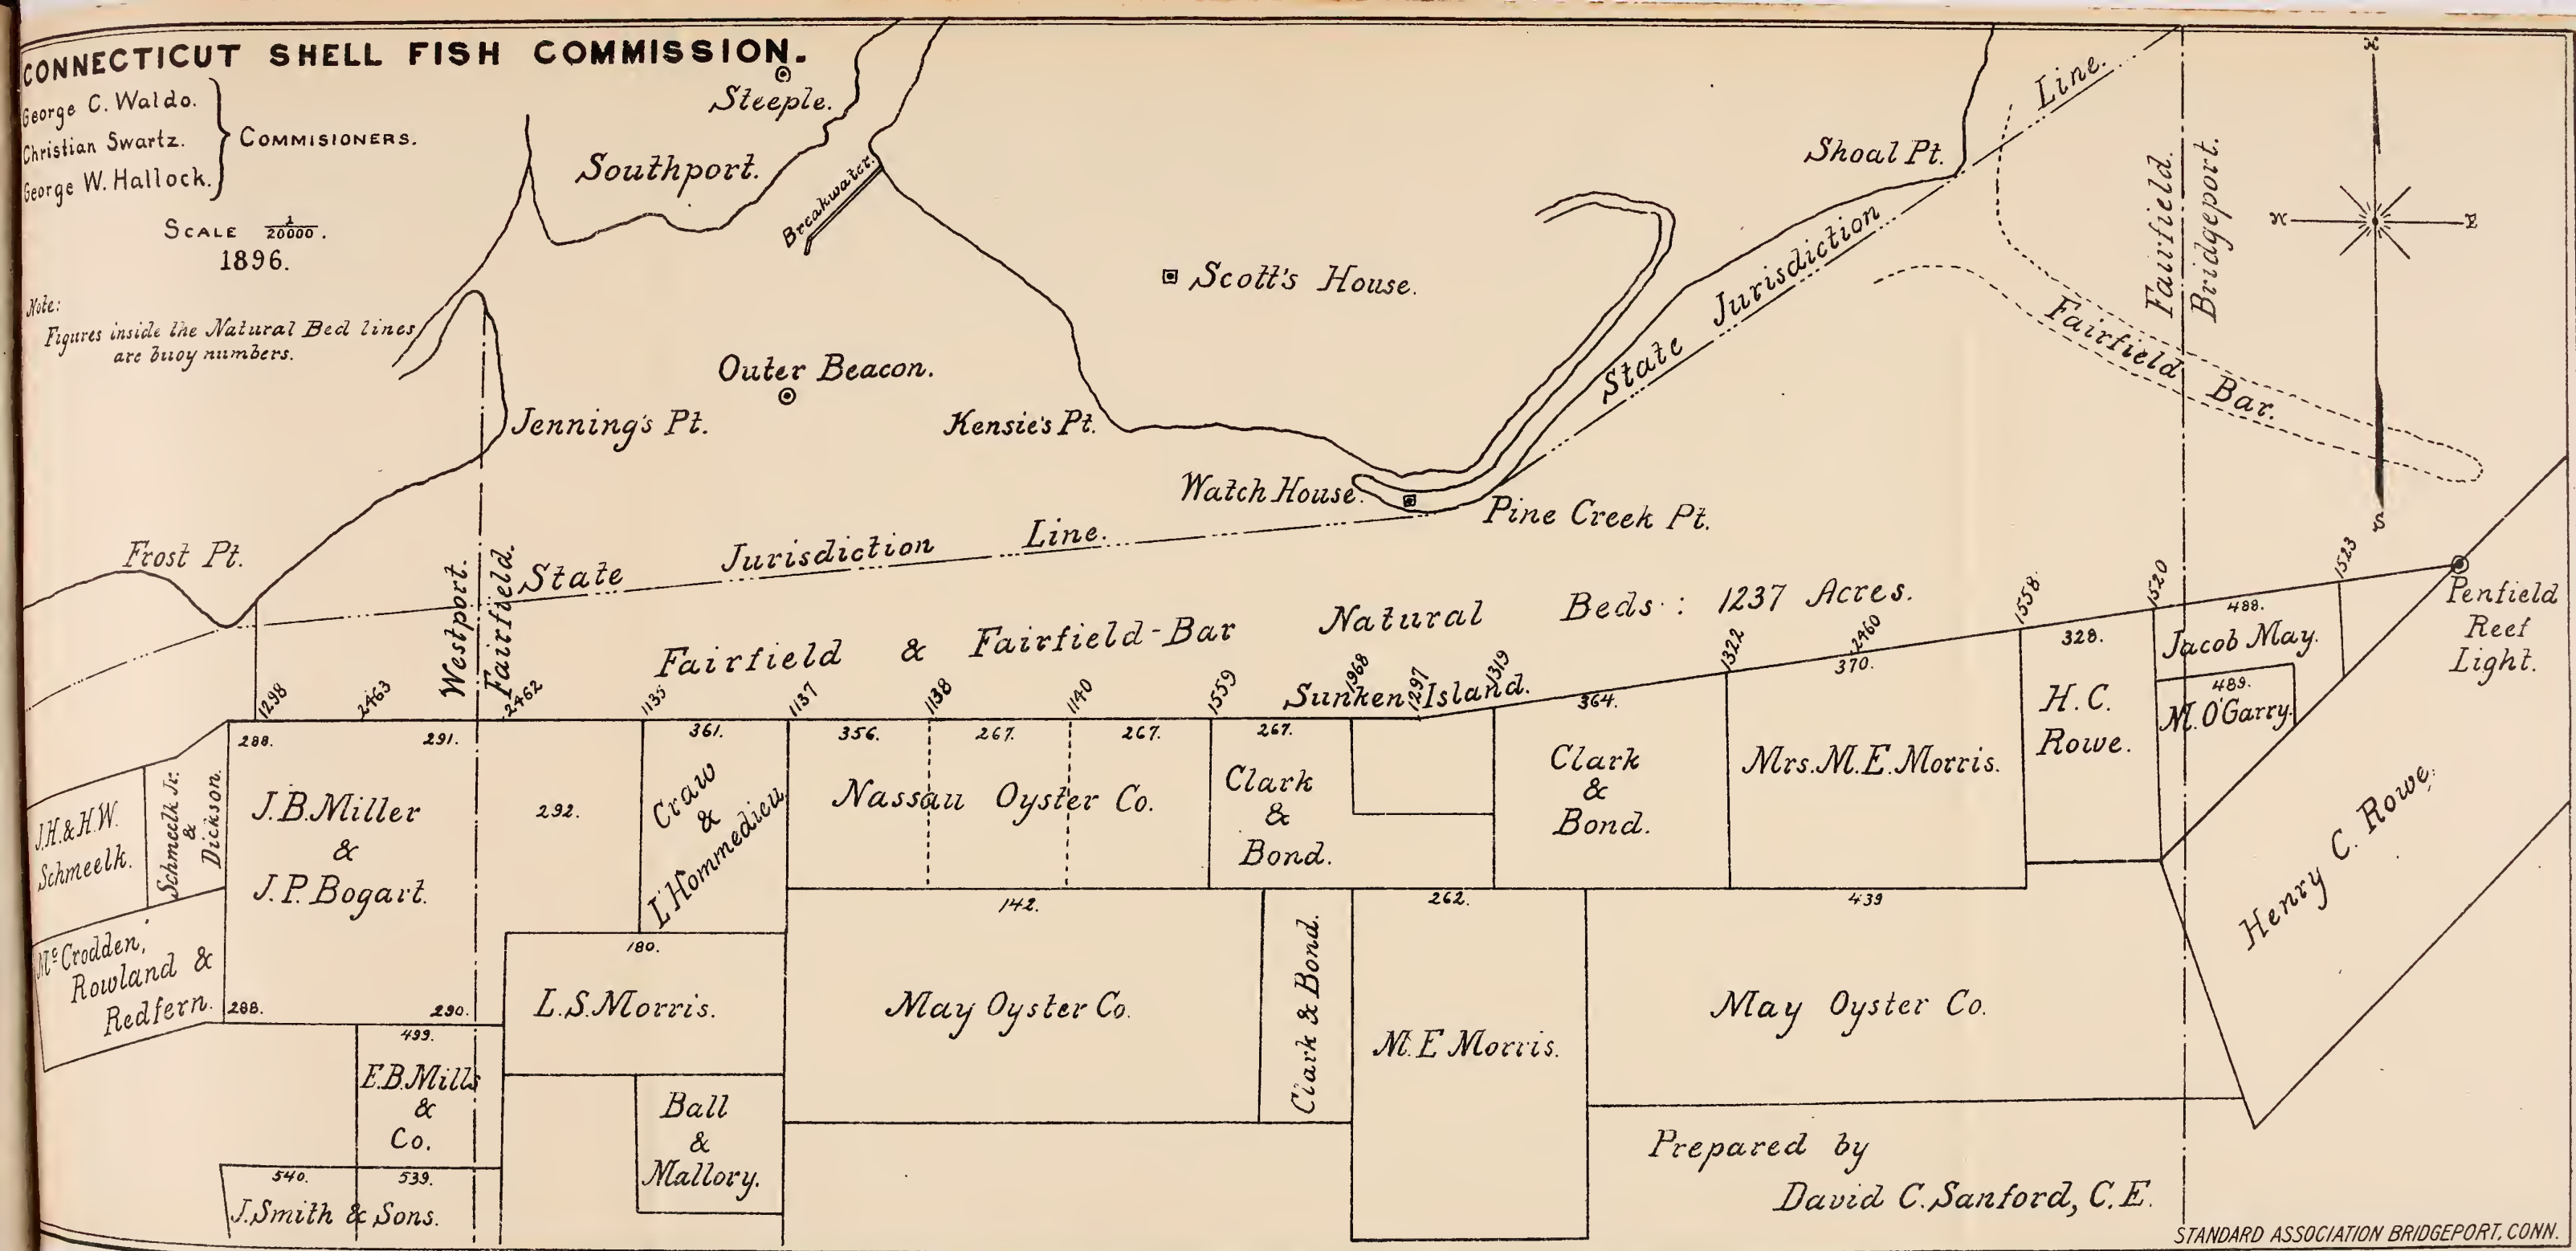 CONNECTICUT SHELL FISH COMMISSION.
George C. Waldo.
Christian Swartz.
George W. Hallock.
COMMISIONERS.
SCALE 1/20000.
1896.
Note:
Figures inside the Natural Bed lines
are buoy numbers.
Steeple.
Southport.
Breakwater.
Scott's House.
Outer Beacon.
Jenning's Pt.
Kensie's Pt.
Watch House.
Pine Creek Pt.
Shoal Pt.
Frost Pt.
State Jurisdiction Line.
State Jurisdiction Line.
Fairfield.
Bridgeport.
Fairfield Bar.
N
E
S
Westport.
Fairfield.
Fairfield & Fairfield-Bar Natural Beds: 1237 Acres.
Sunken Island.
Penfield
Reef
Light.
1298
2463
2462
1135
1137
1138
1140
1559
1968
1297
1319
1322
2460
1558
1520
1523
288.
291.
361.
356.
267.
267.
267.
364.
370.
328.
488.
489.
J.H. & H.W.
Schmeelk.
Schmeelk Jr.
&
Dickson.
J.B. Miller
&
J.P. Bogart.
292.
Craw
&
L'Hommedieu
Nassau Oyster Co.
Clark
&
Bond.
Clark
&
Bond.
Mrs. M. E. Morris.
H. C.
Rowe.
Jacob May.
M. O'Garry.
Henry C. Rowe.
McCrodden,
Rowland &
Redfern.
288.
290.
180.
L.S. Morris.
142.
May Oyster Co.
Clark & Bond.
262.
M. E Morris.
439
May Oyster Co.
499.
E.B. Mills
&
Co.
Ball
&
Mallory.
540.
539.
J. Smith & Sons.
Prepared by
David C. Sanford, C.E.
STANDARD ASSOCIATION BRIDGEPORT, CONN.